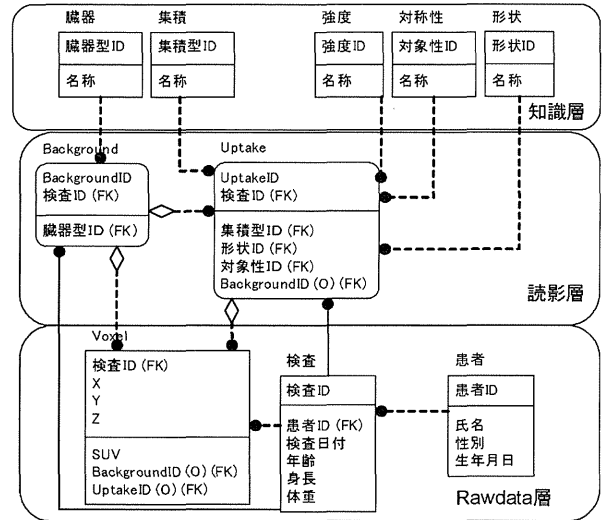 臓器
集積
強度
対称性
形状
臓器型ID
集積型ID
強度ID
対象性ID
形状ID
名称
名称
名称
名称
名称
知識層
Background
Uptake
BackgroundID
検査ID (FK)
臓器型ID (FK)
UptakeID
検査ID (FK)
集積型ID (FK)
形状ID (FK)
対象性ID (FK)
BackgroundID (O) (FK)
読影層
Voxel
検査ID (FK)
X
Y
Z
SUV
BackgroundID (O) (FK)
UptakeID (O) (FK)
検査
検査ID
患者ID (FK)
検査日付
年齢
身長
体重
患者
患者ID
氏名
性別
生年月日
Rawdata層